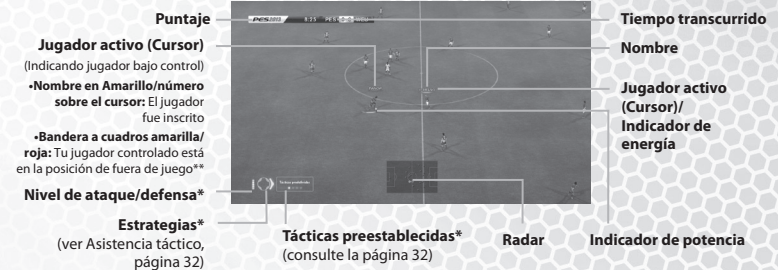 Puntaje
Jugador activo (Cursor)
(Indicando jugador bajo control)
•Nombre en Amarillo/número
sobre el cursor: El jugador
fue inscrito
•Bandera a cuadros amarilla/
roja: Tu jugador controlado está
en la posición de fuera de juego**
Nivel de ataque/defensa*
Estrategias*
(ver Asistencia táctico,
página 32)
Tácticas preestablecidas*
(consulte la página 32)
Radar
Indicador de potencia
Tiempo transcurrido
Nombre
Jugador activo
(Cursor)/
Indicador de
energía
8:25